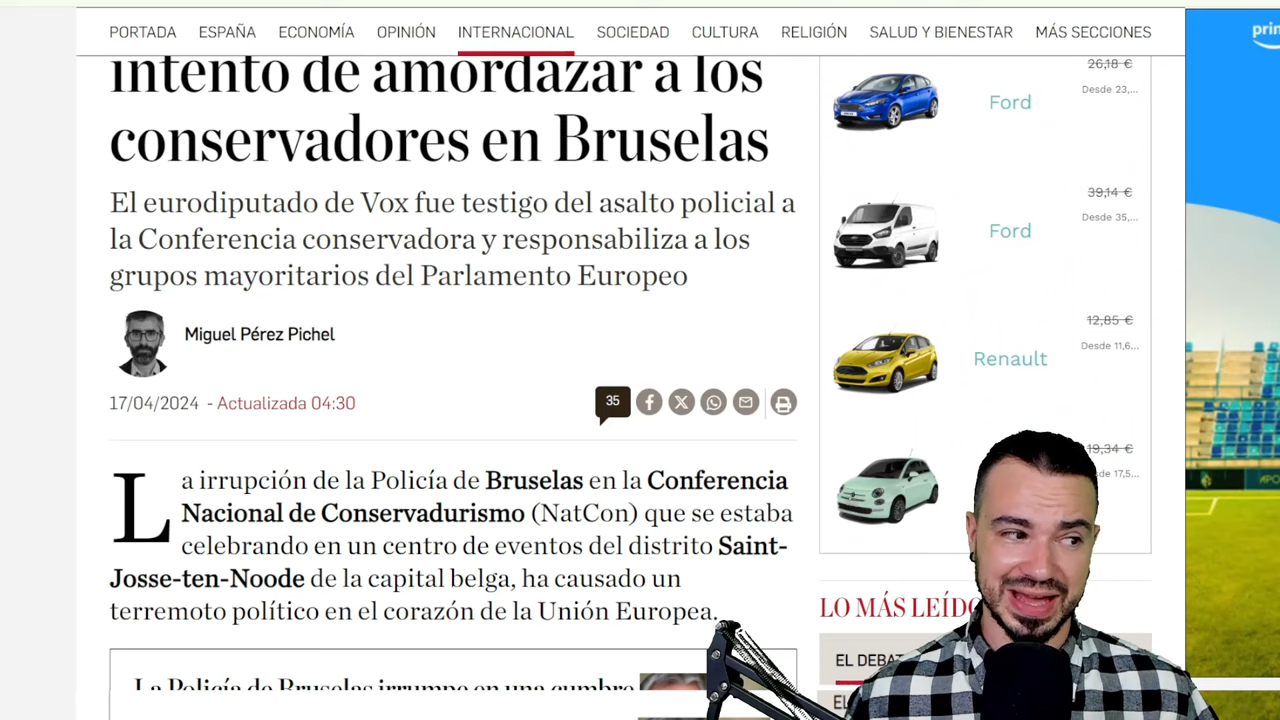 PORTADA ESPAÑA ECONOMÍA OPINIÓN INTERNACIONAL SOCIEDAD CULTURA RELIGIÓN SALUD Y BIENESTAR MÁS SECCIONES
intento de amordazar a los
conservadores en Bruselas
El eurodiputado de Vox fue testigo del asalto policial a
la Conferencia conservadora y responsabiliza a los
grupos mayoritarios del Parlamento Europeo
Miguel Pérez Pichel
17/04/2024 - Actualizada 04:30
35
La irrupción de la Policía de Bruselas en la Conferencia
Nacional de Conservadurismo (NatCon) que se estaba
celebrando en un centro de eventos del distrito Saint-
Josse-ten-Noode de la capital belga, ha causado un
terremoto político en el corazón de la Unión Europea.
La Policía de Bruselas irrumpe en una cumbre
26,18 €
Desde 23,...
Ford
39,14 €
Desde 35,...
Ford
12,85 €
Desde 11,6...
Renault
19,34 €
de 17,5...
LO MÁS LEÍDO
EL DEBAT
EL
prim